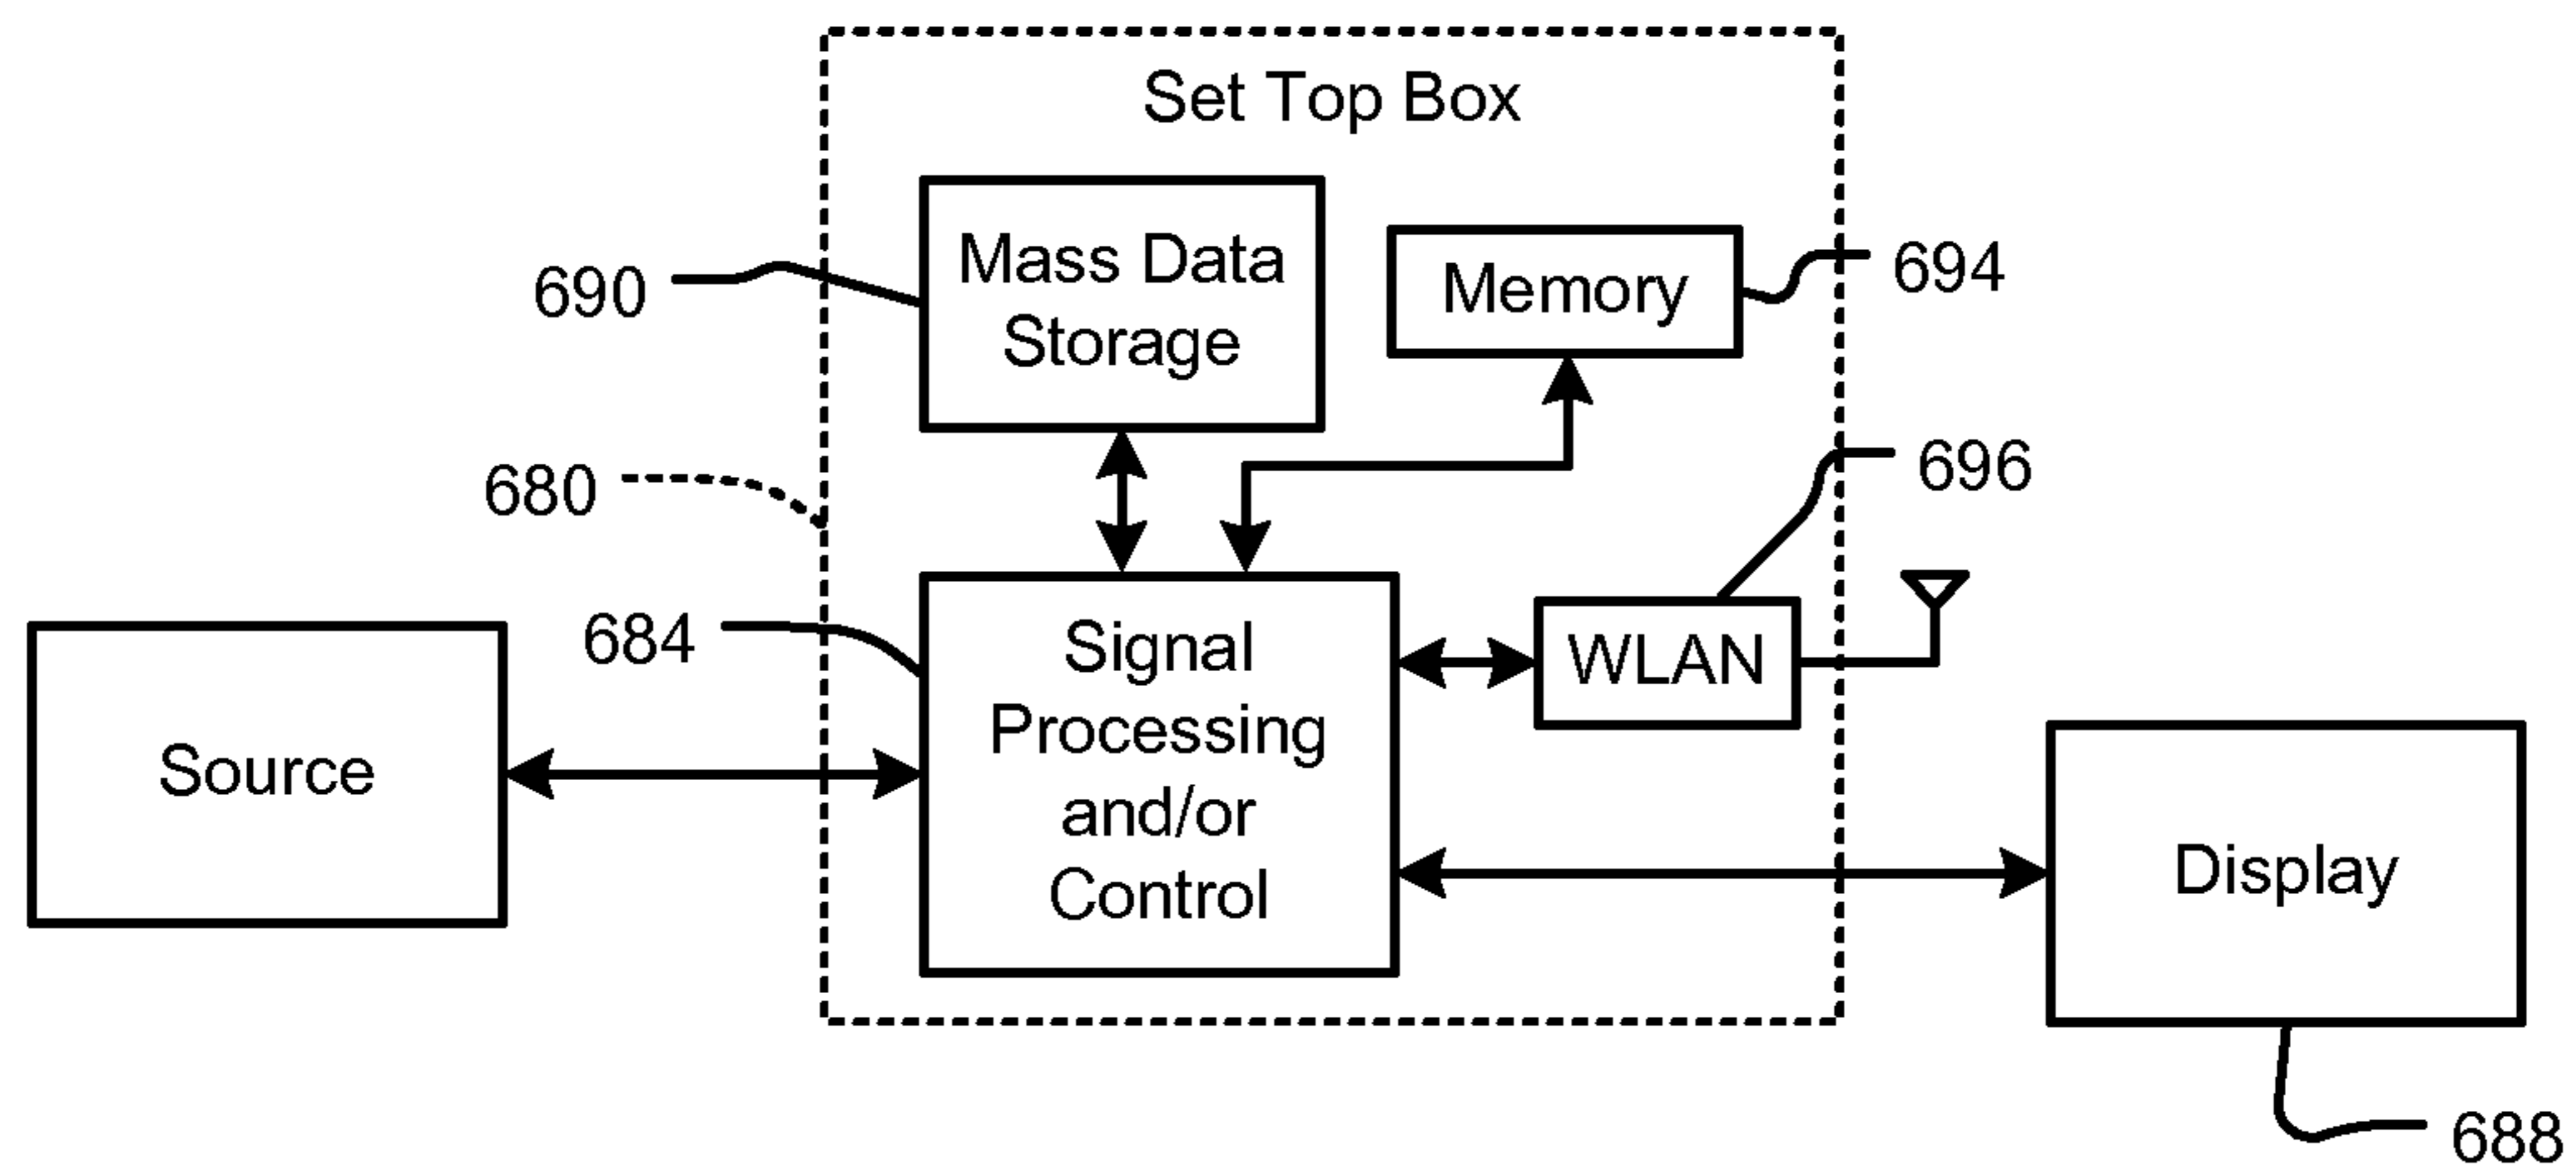 Set Top Box
Mass Data
Storage
690
Memory
694
680
696
684
Signal
Processing
and/or
Control
WLAN
Source
Display
688